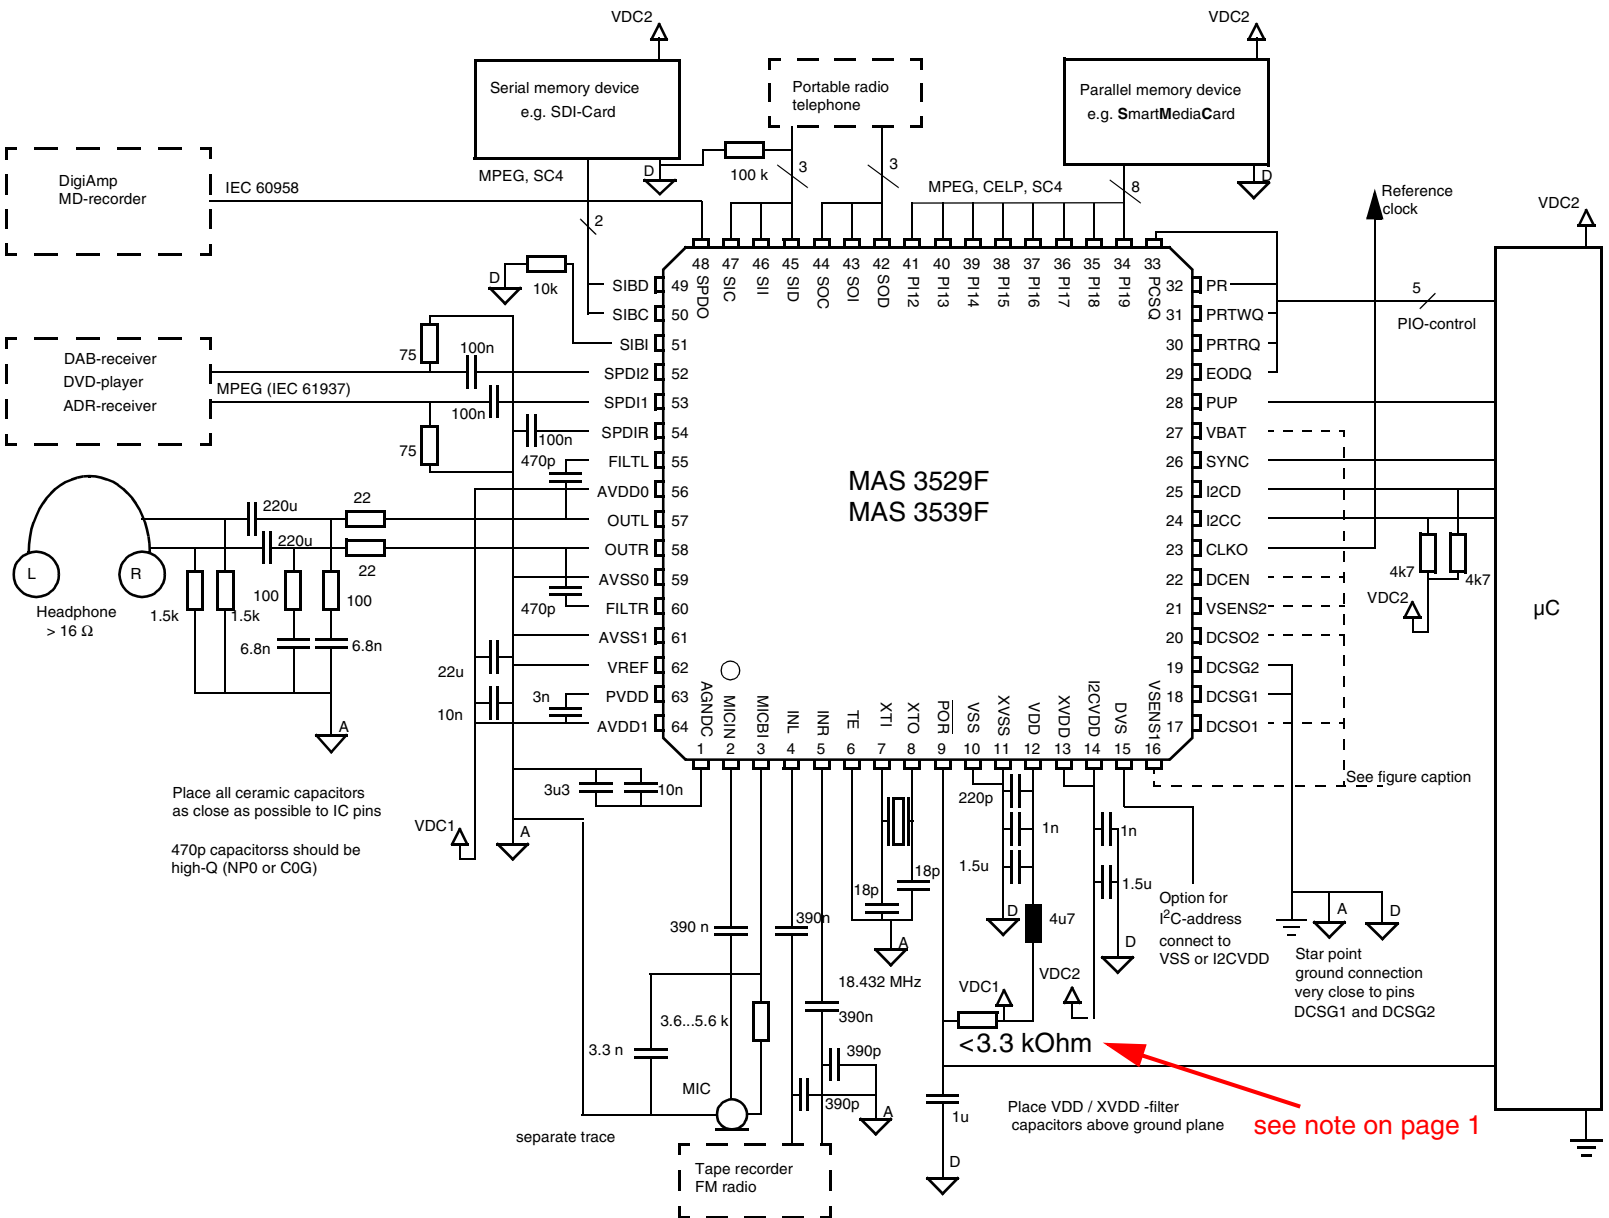 VDC2
VDC2
Serial memory device
e.g. SDI-Card
Portable radio
telephone
Parallel memory device
e.g. SmartMediaCard
DigiAmp
MD-recorder
IEC 60958
MPEG, SC4
D
100 k
3
3
MPEG, CELP, SC4
8
D
Reference
clock
VDC2
2
D
10k
48 47 46 45 44 43 42 41 40 39 38 37 36 35 34 33
SPDO SIC SII SID SOC SOI SOD PI12 PI13 PI14 PI15 PI16 PI17 PI18 PI19 PCSQ
SIBD 49
SIBC 50
SIBI 51
SPDI2 52
SPDI1 53
SPDIR 54
FILTL 55
AVDD0 56
OUTL 57
OUTR 58
AVSS0 59
FILTR 60
AVSS1 61
VREF 62
PVDD 63
AVDD1 64
32 PR
31 PRTWQ
30 PRTRQ
29 EODQ
28 PUP
27 VBAT
26 SYNC
25 I2CD
24 I2CC
23 CLKO
22 DCEN
21 VSENS2
20 DCSO2
19 DCSG2
18 DCSG1
17 DCSO1
5
PIO-control
DAB-receiver
DVD-player
ADR-receiver
MPEG (IEC 61937)
75
100n
100n
75
100n
470p
MAS 3529F
MAS 3539F
220u
22
220u
22
L
R
Headphone
> 16 Ω
1.5k
1.5k
100
100
6.8n
6.8n
470p
22u
10n
3n
A
4k7
4k7
VDC2
µC
AGNDC MICIN MICBI INL INR TE XTI XTO POR VSS XVSS VDD XVDD I2CVDD DVS VSENS1
1 2 3 4 5 6 7 8 9 10 11 12 13 14 15 16
See figure caption
Place all ceramic capacitors
as close as possible to IC pins
470p capacitorss should be
high-Q (NP0 or C0G)
VDC1
A
3u3
10n
220p
1n
1.5u
1n
1.5u
18p
18p
D
4u7
D
A
18.432 MHz
390 n
390n
390n
VDC1
VDC2
Option for
I2C-address
connect to
VSS or I2CVDD
A
D
Star point
ground connection
very close to pins
DCSG1 and DCSG2
3.6...5.6 k
3.3 n
<3.3 kOhm
390p
390p
MIC
A
1u
D
Place VDD / XVDD -filter
capacitors above ground plane
see note on page 1
separate trace
Tape recorder
FM radio